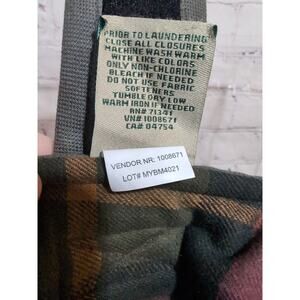 PRIOR TO LAUNDERING
CLOSE ALL CLOSURES
MACHINE WASH WARM
WITH LIKE COLORS
ONLY NON-CHLORINE
BLEACH IF NEEDED
DO NOT USE FABRIC
SOFTENERS
TUMBLE DRY LOW
WARM IRON IF NEEDED
RN# 71341
VN# 1008671
CA# 04754
VENDOR NR: 1008671
LOT# MYBM4021